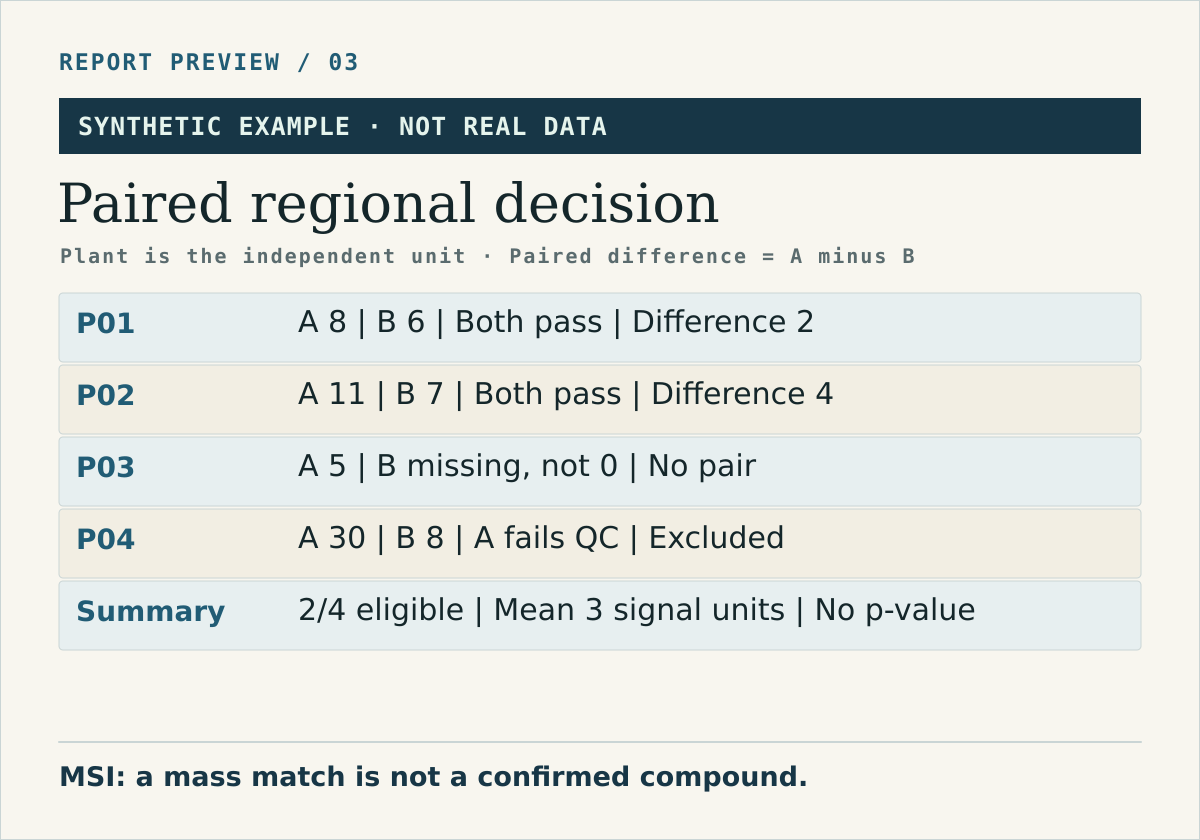 REPORT PREVIEW / 03
SYNTHETIC EXAMPLE · NOT REAL DATA
Paired regional decision
Plant is the independent unit · Paired difference = A minus B
P01 A 8 | B 6 | Both pass | Difference 2
P02 A 11 | B 7 | Both pass | Difference 4
P03 A 5 | B missing, not 0 | No pair
P04 A 30 | B 8 | A fails QC | Excluded
Summary 2/4 eligible | Mean 3 signal units | No p-value
MSI: a mass match is not a confirmed compound.